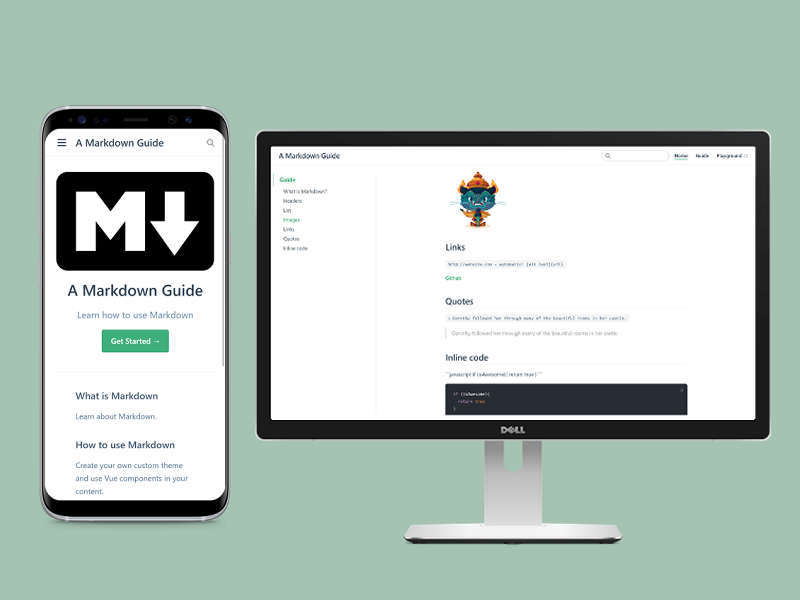 A Markdown Guide
M
A Markdown Guide
Learn how to use Markdown
Get Started →
What is Markdown
Learn about Markdown.
How to use Markdown
Create your own custom theme
and use Vue components in your
content.
A Markdown Guide
Home Guide Playground
Guide
What is Markdown?
Headers
List
Images
Links
Quotes
Inline code
Links
http://website.com - automatic! [alt text](url)
Github
Quotes
> Dorothy followed her through many of the beautiful rooms in her castle.
Dorothy followed her through many of the beautiful rooms in her castle.
Inline code
```javascript if (isAwesome){ return true } ```
if (isAwesome){
return true
}
DELL